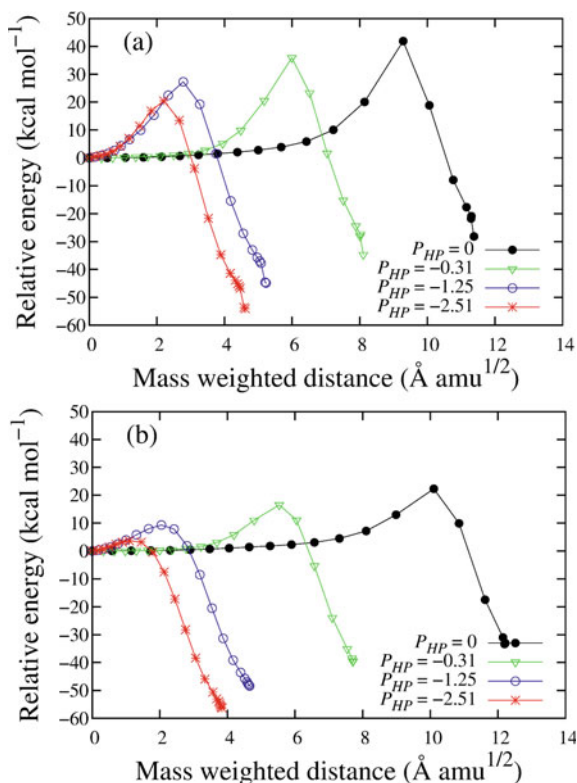 (a)
50
40
30
20
10
0
−10
−20
−30
−40
−50
−60
Relative energy (kcal mol⁻¹)
P_HP = 0
P_HP = −0.31
P_HP = −1.25
P_HP = −2.51
0 2 4 6 8 10 12 14
Mass weighted distance (Å amu^1/2)
(b)
50
40
30
20
10
0
−10
−20
−30
−40
−50
−60
Relative energy (kcal mol⁻¹)
P_HP = 0
P_HP = −0.31
P_HP = −1.25
P_HP = −2.51
0 2 4 6 8 10 12 14
Mass weighted distance (Å amu^1/2)